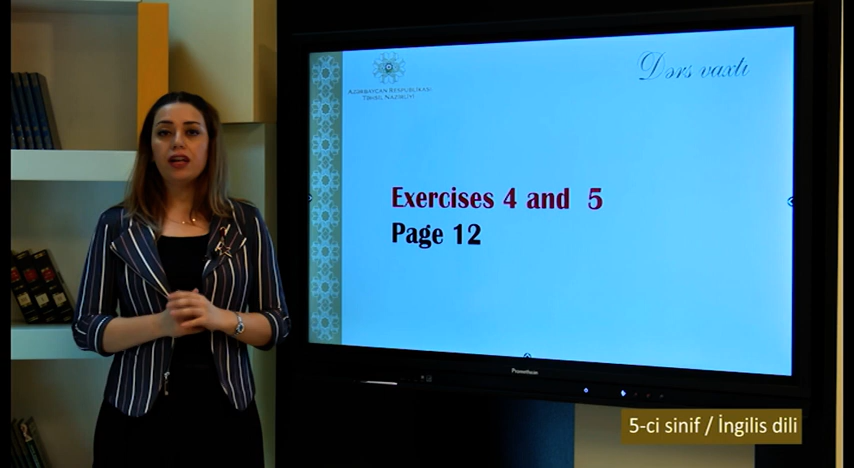 Dərs vaxtı
AZƏRBAYCAN RESPUBLİKASI
TƏHSİL NAZİRLİYİ
Exercises 4 and 5
Page 12
Promethean
5-ci sinif / İngilis dili